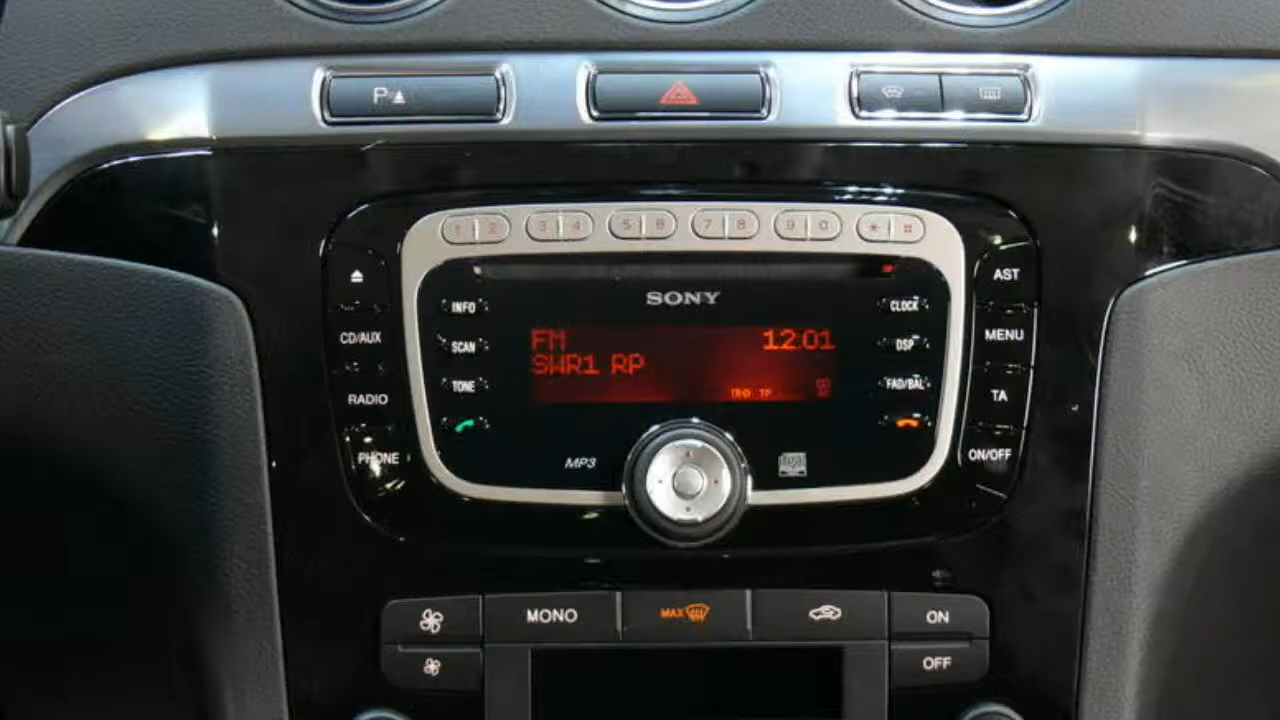 P
1 2 3 4 5 6 7 8 9 0 * #
SONY
INFO
CLOCK
AST
CD/AUX
SCAN
FM 12:01
DSP
MENU
SWR1 RP
TONE
TP
FAD/BAL
RADIO
TA
PHONE
MP3
ON/OFF
MONO
MAX
ON
OFF